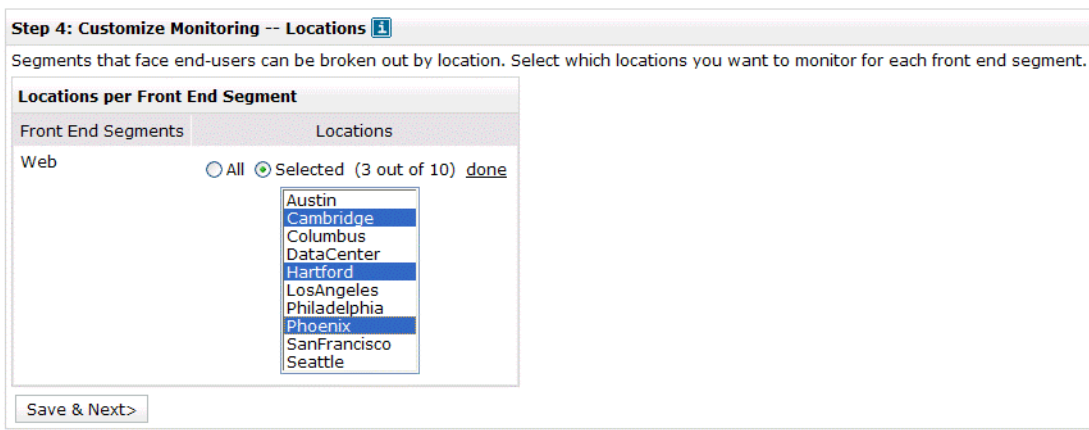 Step 4: Customize Monitoring -- Locations i
Segments that face end-users can be broken out by location. Select which locations you want to monitor for each front end segment.
Locations per Front End Segment
Front End Segments Locations
Web All Selected (3 out of 10) done
Austin
Cambridge
Columbus
DataCenter
Hartford
LosAngeles
Philadelphia
Phoenix
SanFrancisco
Seattle
Save & Next>